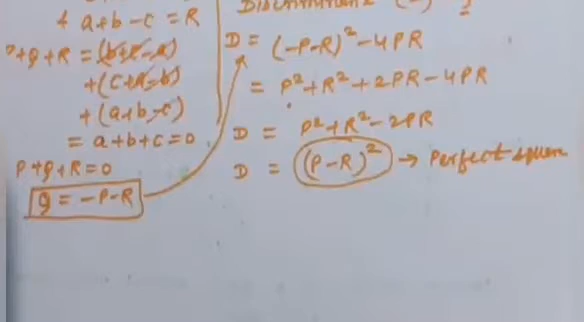 & a+b-c = R
P+q+R = (b+c-a)
+(c+a-b)
+(a+b-c)
= a+b+c=0
P+q+R=0
q = -P-R
D = (-P-R)² -4PR
= P²+R²+2PR-4PR
D = P²+R²-2PR
D = (P-R)² → Perfect square